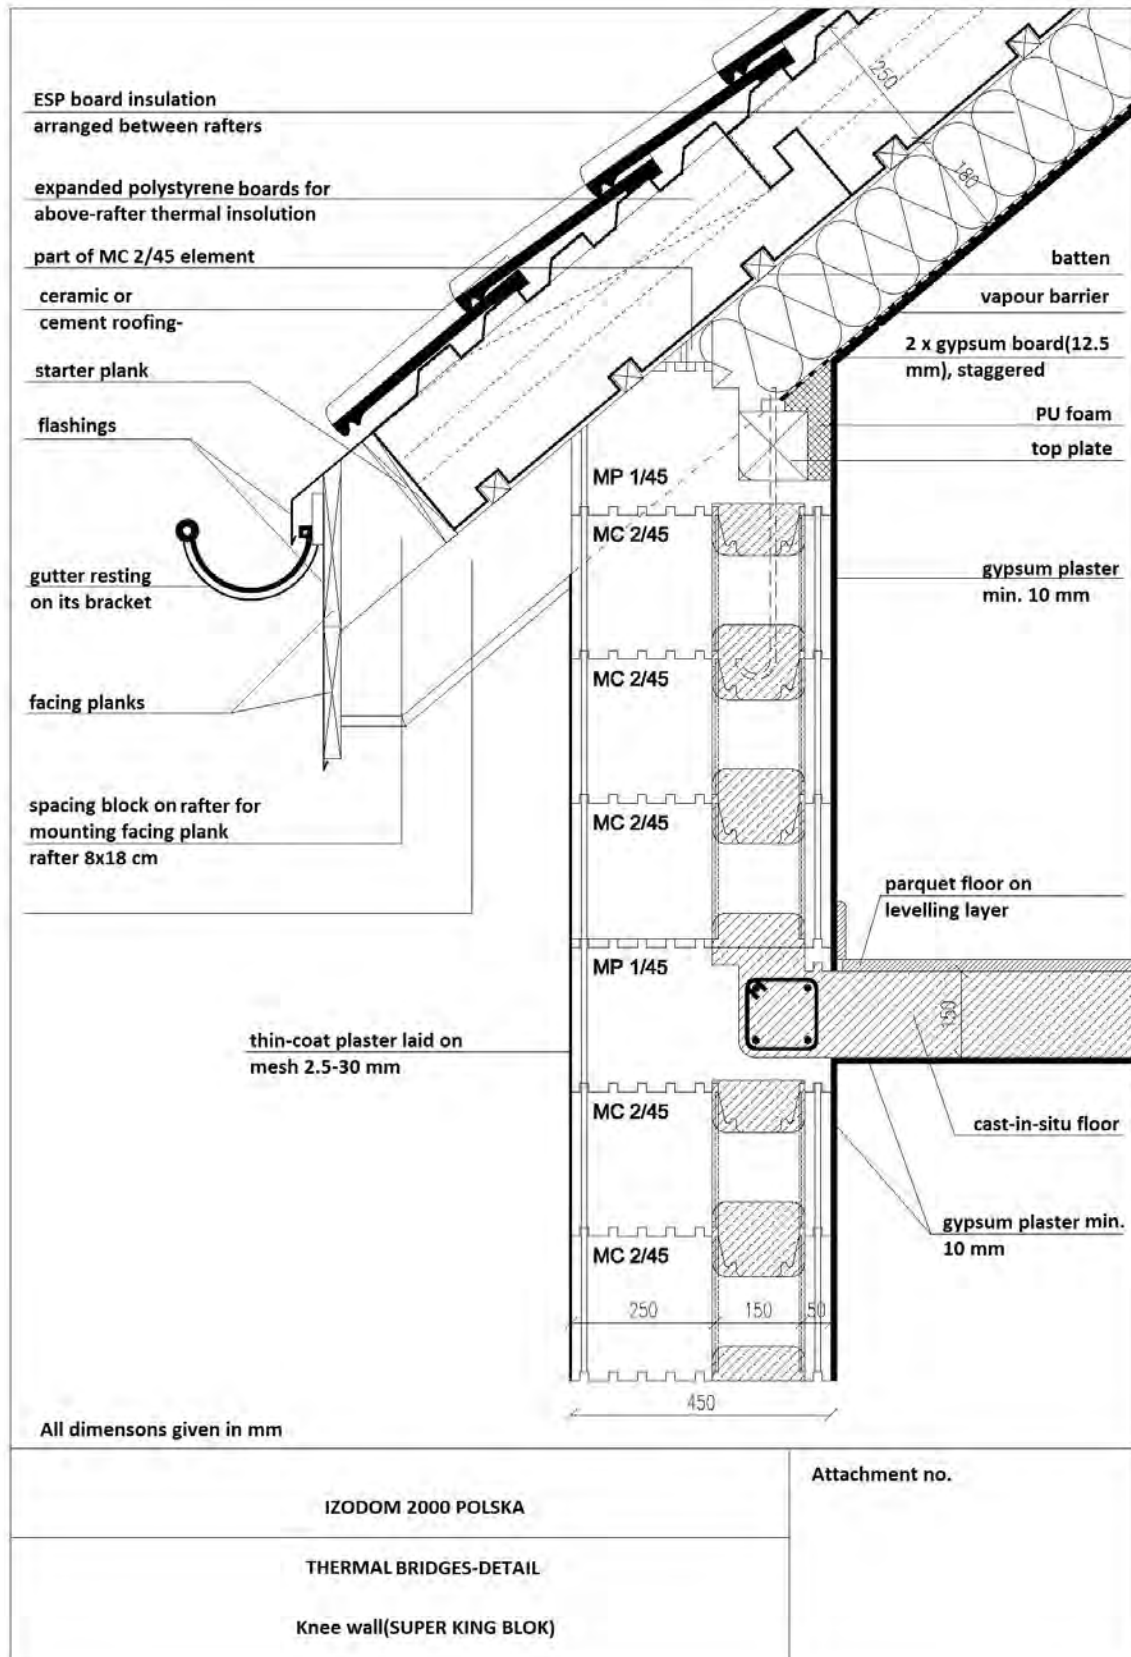 250
ESP board insulation
arranged between rafters
180
expanded polystyrene boards for
above-rafter thermal insolution
part of MC 2/45 element
batten
ceramic or
cement roofing-
vapour barrier
starter plank
2 x gypsum board(12.5
mm), staggered
flashings
PU foam
top plate
MP 1/45
MC 2/45
gutter resting
on its bracket
gypsum plaster
min. 10 mm
MC 2/45
facing planks
spacing block on rafter for
mounting facing plank
rafter 8x18 cm
MC 2/45
parquet floor on
levelling layer
MP 1/45
150
thin-coat plaster laid on
mesh 2.5-30 mm
MC 2/45
cast-in-situ floor
gypsum plaster min.
10 mm
MC 2/45
250
150
50
450
All dimensons given in mm
IZODOM 2000 POLSKA
Attachment no.
THERMAL BRIDGES-DETAIL
Knee wall(SUPER KING BLOK)